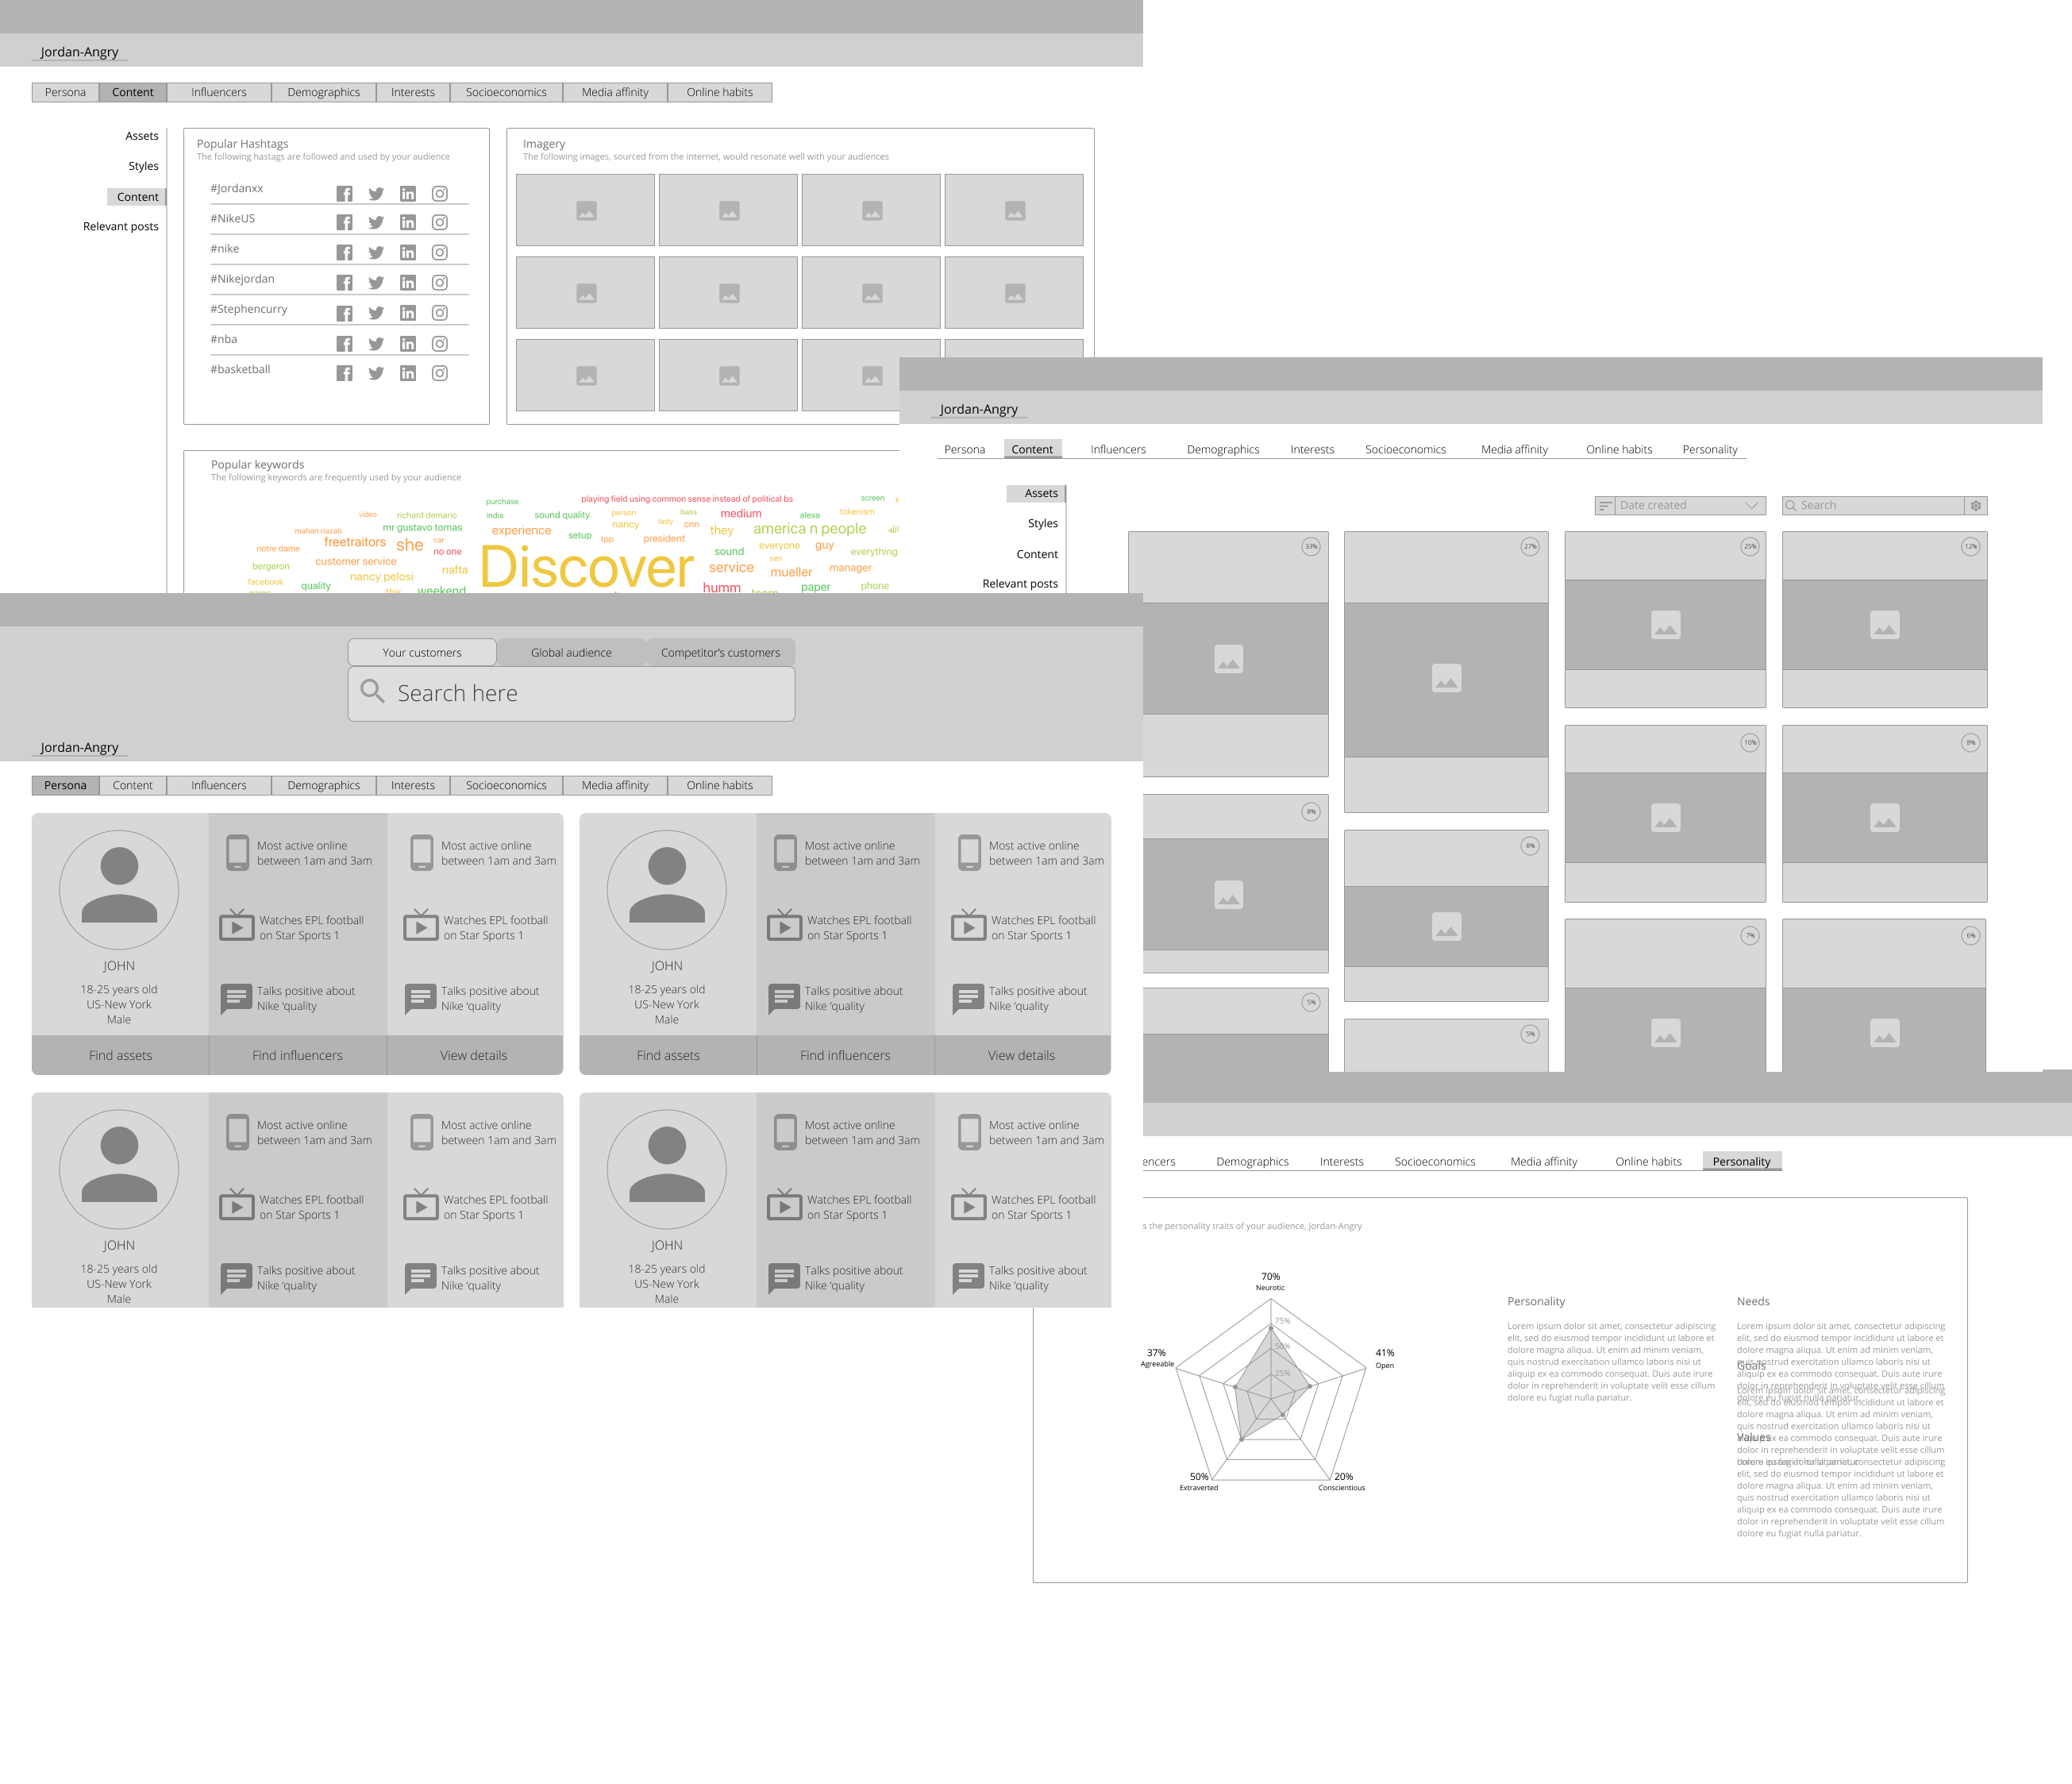 Jordan-Angry
Persona Content Influencers Demographics Interests Socioeconomics Media affinity Online habits
Assets
Styles
Content
Relevant posts
Popular Hashtags
The following hastags are followed and used by your audience
#Jordanxx
#NikeUS
#nike
#Nikejordan
#Stephencurry
#nba
#basketball
Imagery
The following images, sourced from the internet, would resonate well with your audiences
Popular keywords
The following keywords are frequently used by your audience
purchase
playing field using common sense instead of political bs
screen
video
richard demario
india
sound quality
person
bass
medium
alexa
tokenism
mahan riazati
mr gustavo tomas
experience
nancy
lady
cnn
they
america n people
الله
freetraitors
she
car
setup
tpp
president
notre dame
no one
Discover
sound
everyone
guy
everything
customer service
sen
bergeron
nancy pelosi
nafta
service
mueller
manager
facebook
quality
this
weekend
humm
team
paper
phone
game
Jordan-Angry
Persona Content Influencers Demographics Interests Socioeconomics Media affinity Online habits Personality
Assets
Styles
Content
Relevant posts
Date created
Search
33%
27%
25%
12%
10%
8%
8%
8%
7%
6%
5%
5%
Your customers Global audience Competitor's customers
Search here
Jordan-Angry
Persona Content Influencers Demographics Interests Socioeconomics Media affinity Online habits
JOHN
18-25 years old
US-New York
Male
Most active online
between 1am and 3am
Watches EPL football
on Star Sports 1
Talks positive about
Nike ‘quality
Most active online
between 1am and 3am
Watches EPL football
on Star Sports 1
Talks positive about
Nike ‘quality
Find assets Find influencers View details
JOHN
18-25 years old
US-New York
Male
Most active online
between 1am and 3am
Watches EPL football
on Star Sports 1
Talks positive about
Nike ‘quality
Most active online
between 1am and 3am
Watches EPL football
on Star Sports 1
Talks positive about
Nike ‘quality
Find assets Find influencers View details
JOHN
18-25 years old
US-New York
Male
Most active online
between 1am and 3am
Watches EPL football
on Star Sports 1
Talks positive about
Nike ‘quality
Most active online
between 1am and 3am
Watches EPL football
on Star Sports 1
Talks positive about
Nike ‘quality
JOHN
18-25 years old
US-New York
Male
Most active online
between 1am and 3am
Watches EPL football
on Star Sports 1
Talks positive about
Nike ‘quality
Most active online
between 1am and 3am
Watches EPL football
on Star Sports 1
Talks positive about
Nike ‘quality
encers Demographics Interests Socioeconomics Media affinity Online habits Personality
s the personality traits of your audience, Jordan-Angry
70%
Neurotic
75%
50%
25%
37%
Agreeable
41%
Open
50%
Extraverted
20%
Conscientious
Personality
Lorem ipsum dolor sit amet, consectetur adipiscing
elit, sed do eiusmod tempor incididunt ut labore et
dolore magna aliqua. Ut enim ad minim veniam,
quis nostrud exercitation ullamco laboris nisi ut
aliquip ex ea commodo consequat. Duis aute irure
dolor in reprehenderit in voluptate velit esse cillum
dolore eu fugiat nulla pariatur.
Needs
Lorem ipsum dolor sit amet, consectetur adipiscing
elit, sed do eiusmod tempor incididunt ut labore et
dolore magna aliqua. Ut enim ad minim veniam,
quis nostrud exercitation ullamco laboris nisi ut
aliquip ex ea commodo consequat. Duis aute irure
dolor in reprehenderit in voluptate velit esse cillum
dolore eu fugiat nulla pariatur.
Goals
Lorem ipsum dolor sit amet, consectetur adipiscing
elit, sed do eiusmod tempor incididunt ut labore et
dolore magna aliqua. Ut enim ad minim veniam,
quis nostrud exercitation ullamco laboris nisi ut
aliquip ex ea commodo consequat. Duis aute irure
dolor in reprehenderit in voluptate velit esse cillum
dolore eu fugiat nulla pariatur.
Values
Lorem ipsum dolor sit amet, consectetur adipiscing
elit, sed do eiusmod tempor incididunt ut labore et
dolore magna aliqua. Ut enim ad minim veniam,
quis nostrud exercitation ullamco laboris nisi ut
aliquip ex ea commodo consequat. Duis aute irure
dolor in reprehenderit in voluptate velit esse cillum
dolore eu fugiat nulla pariatur.